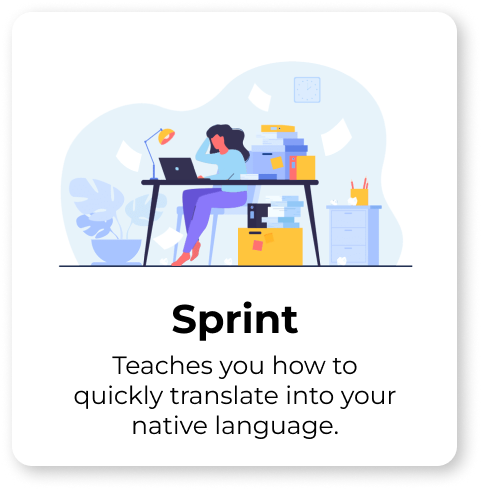 Sprint
Teaches you how to
quickly translate into your
native language.